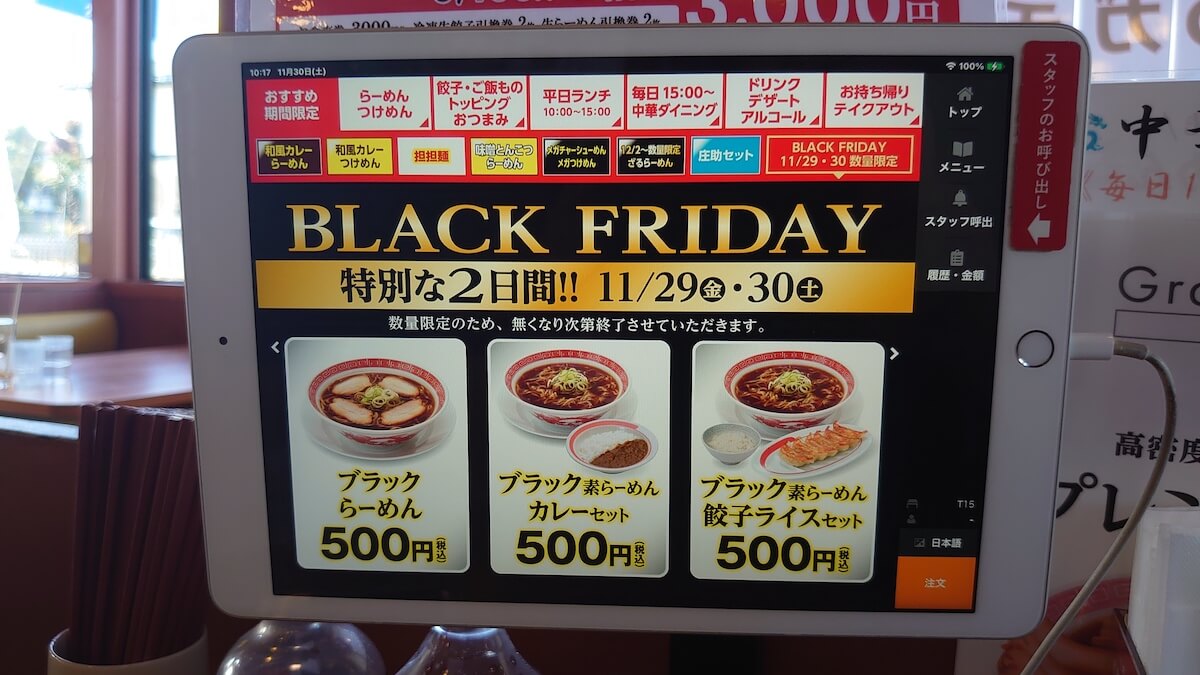 3,000円
10:17 11月30日(土)
100%
おすすめ
期間限定
らーめん
つけめん
餃子・ご飯もの
トッピング
おつまみ
平日ランチ
10:00~15:00
毎日 15:00~
中華ダイニング
ドリンク
デザート
アルコール
お持ち帰り
テイクアウト
和風カレー
らーめん
和風カレー
つけめん
担担麺
味噌とんこつ
らーめん
メガチャーシューめん
メガつけめん
12/2~数量限定
ざるらーめん
庄助セット
BLACK FRIDAY
11/29・30 数量限定
トップ
メニュー
スタッフ呼出
履歴・金額
BLACK FRIDAY
特別な2日間!! 11/29金・30土
数量限定のため、無くなり次第終了させていただきます。
ブラック
らーめん
500円(税込)
ブラック素らーめん
カレーセット
500円(税込)
ブラック素らーめん
餃子ライスセット
500円(税込)
T15
日本語
注文
スタッフのお呼び出し
中
毎日1
Gra
高密度
プレン